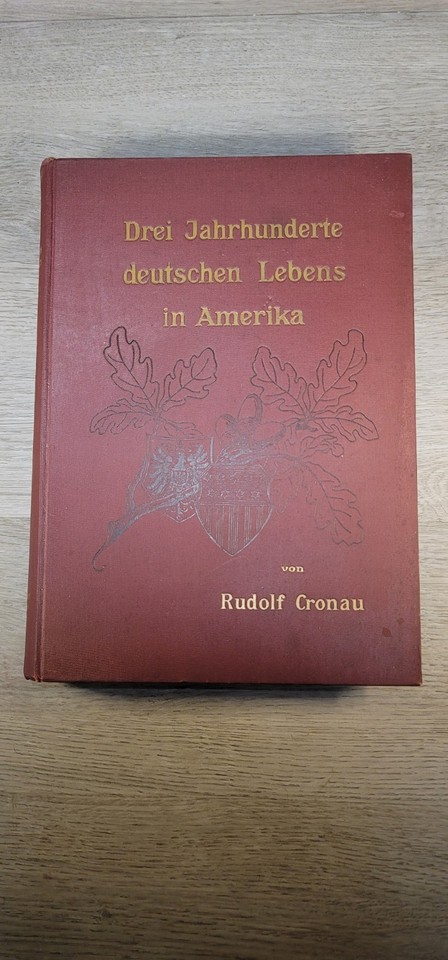 Drei Jahrhunderte
deutschen Lebens
in Amerika
von
Rudolf Cronau